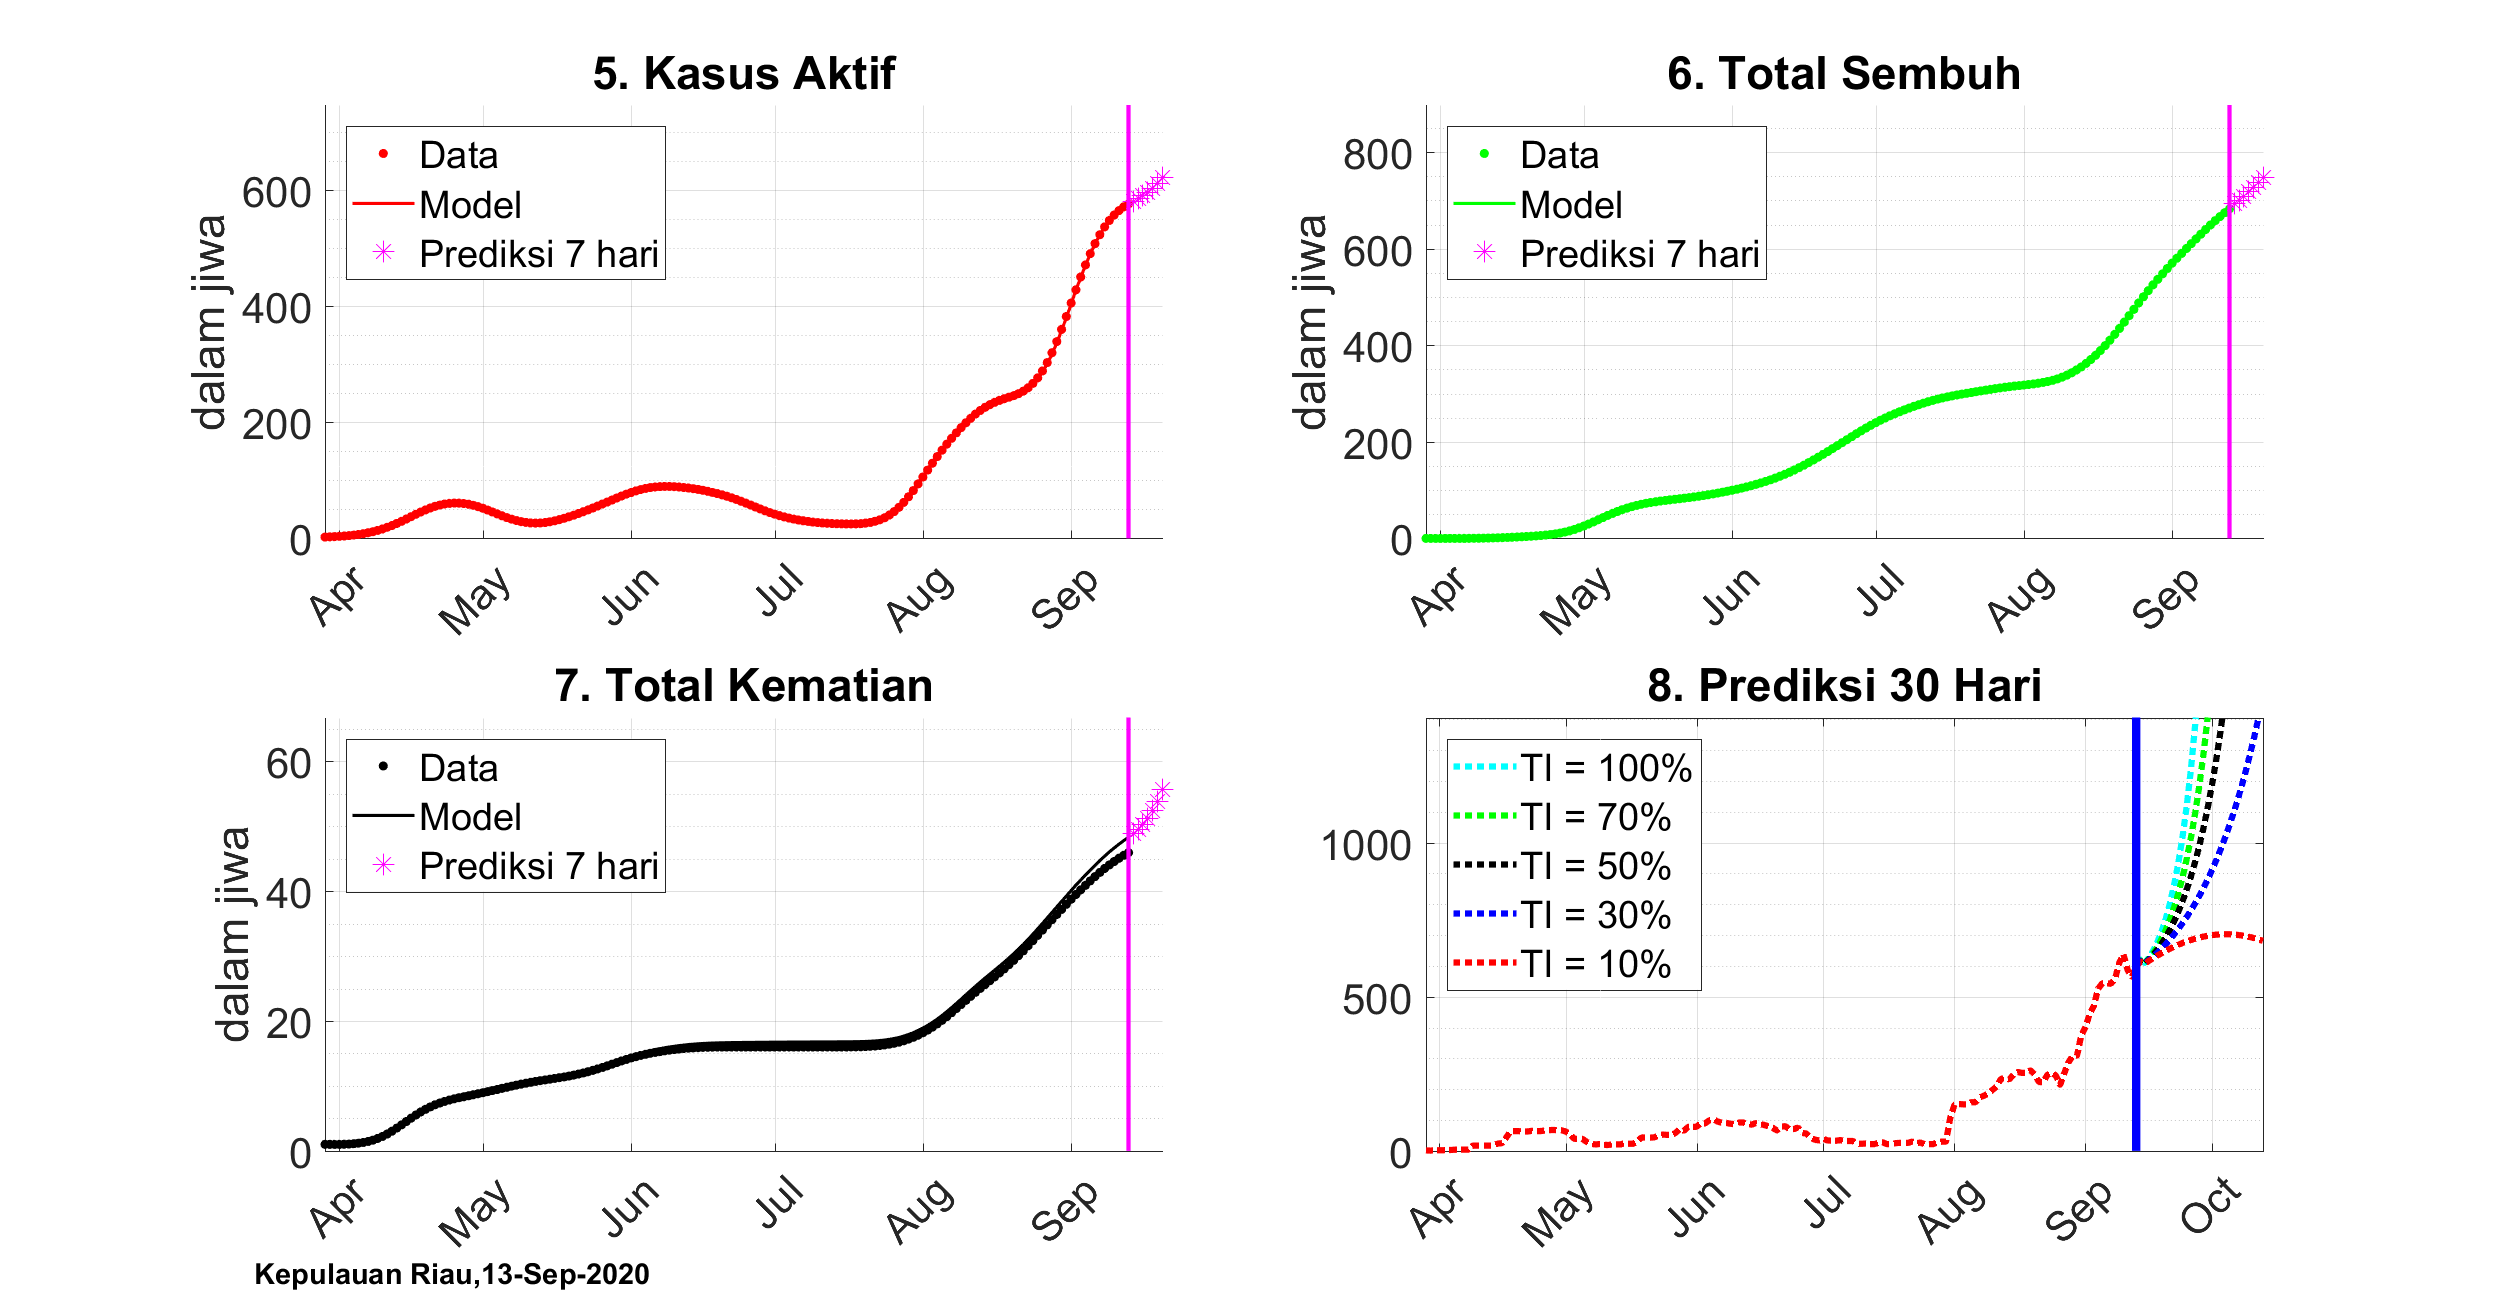 5. Kasus Aktif
dalam jiwa
600
400
200
0
Data
Model
Prediksi 7 hari
Apr
May
Jun
Jul
Aug
Sep
6. Total Sembuh
dalam jiwa
800
600
400
200
0
Data
Model
Prediksi 7 hari
Apr
May
Jun
Jul
Aug
Sep
7. Total Kematian
dalam jiwa
60
40
20
0
Data
Model
Prediksi 7 hari
Apr
May
Jun
Jul
Aug
Sep
8. Prediksi 30 Hari
1000
500
0
TI = 100%
TI = 70%
TI = 50%
TI = 30%
TI = 10%
Apr
May
Jun
Jul
Aug
Sep
Oct
Kepulauan Riau,13-Sep-2020